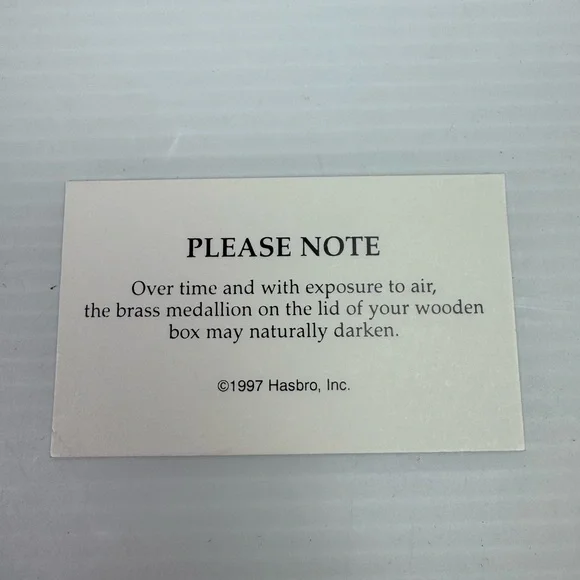 PLEASE NOTE
Over time and with exposure to air,
the brass medallion on the lid of your wooden
box may naturally darken.
©1997 Hasbro, Inc.